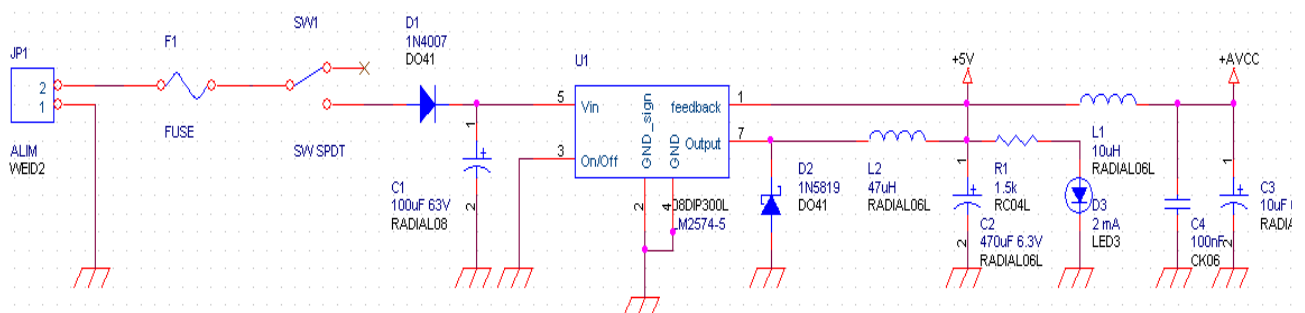 JP1
2
1
ALIM
WEID2
F1
FUSE
SW1
SW SPDT
D1
1N4007
DO41
1
2
C1
100uF 63V
RADIAL08
U1
5
Vin
3
On/Off
GND_sign
GND
feedback
Output
1
7
2
4
08DIP300L
LM2574-5
D2
1N5819
DO41
L2
47uH
RADIAL06L
+5V
1
2
C2
470uF 6.3V
RADIAL06L
R1
1.5k
RC04L
D3
2 mA
LED3
L1
10uH
RADIAL06L
+AVCC
C4
100nF
CK06
1
2
C3
10uF
RADIA